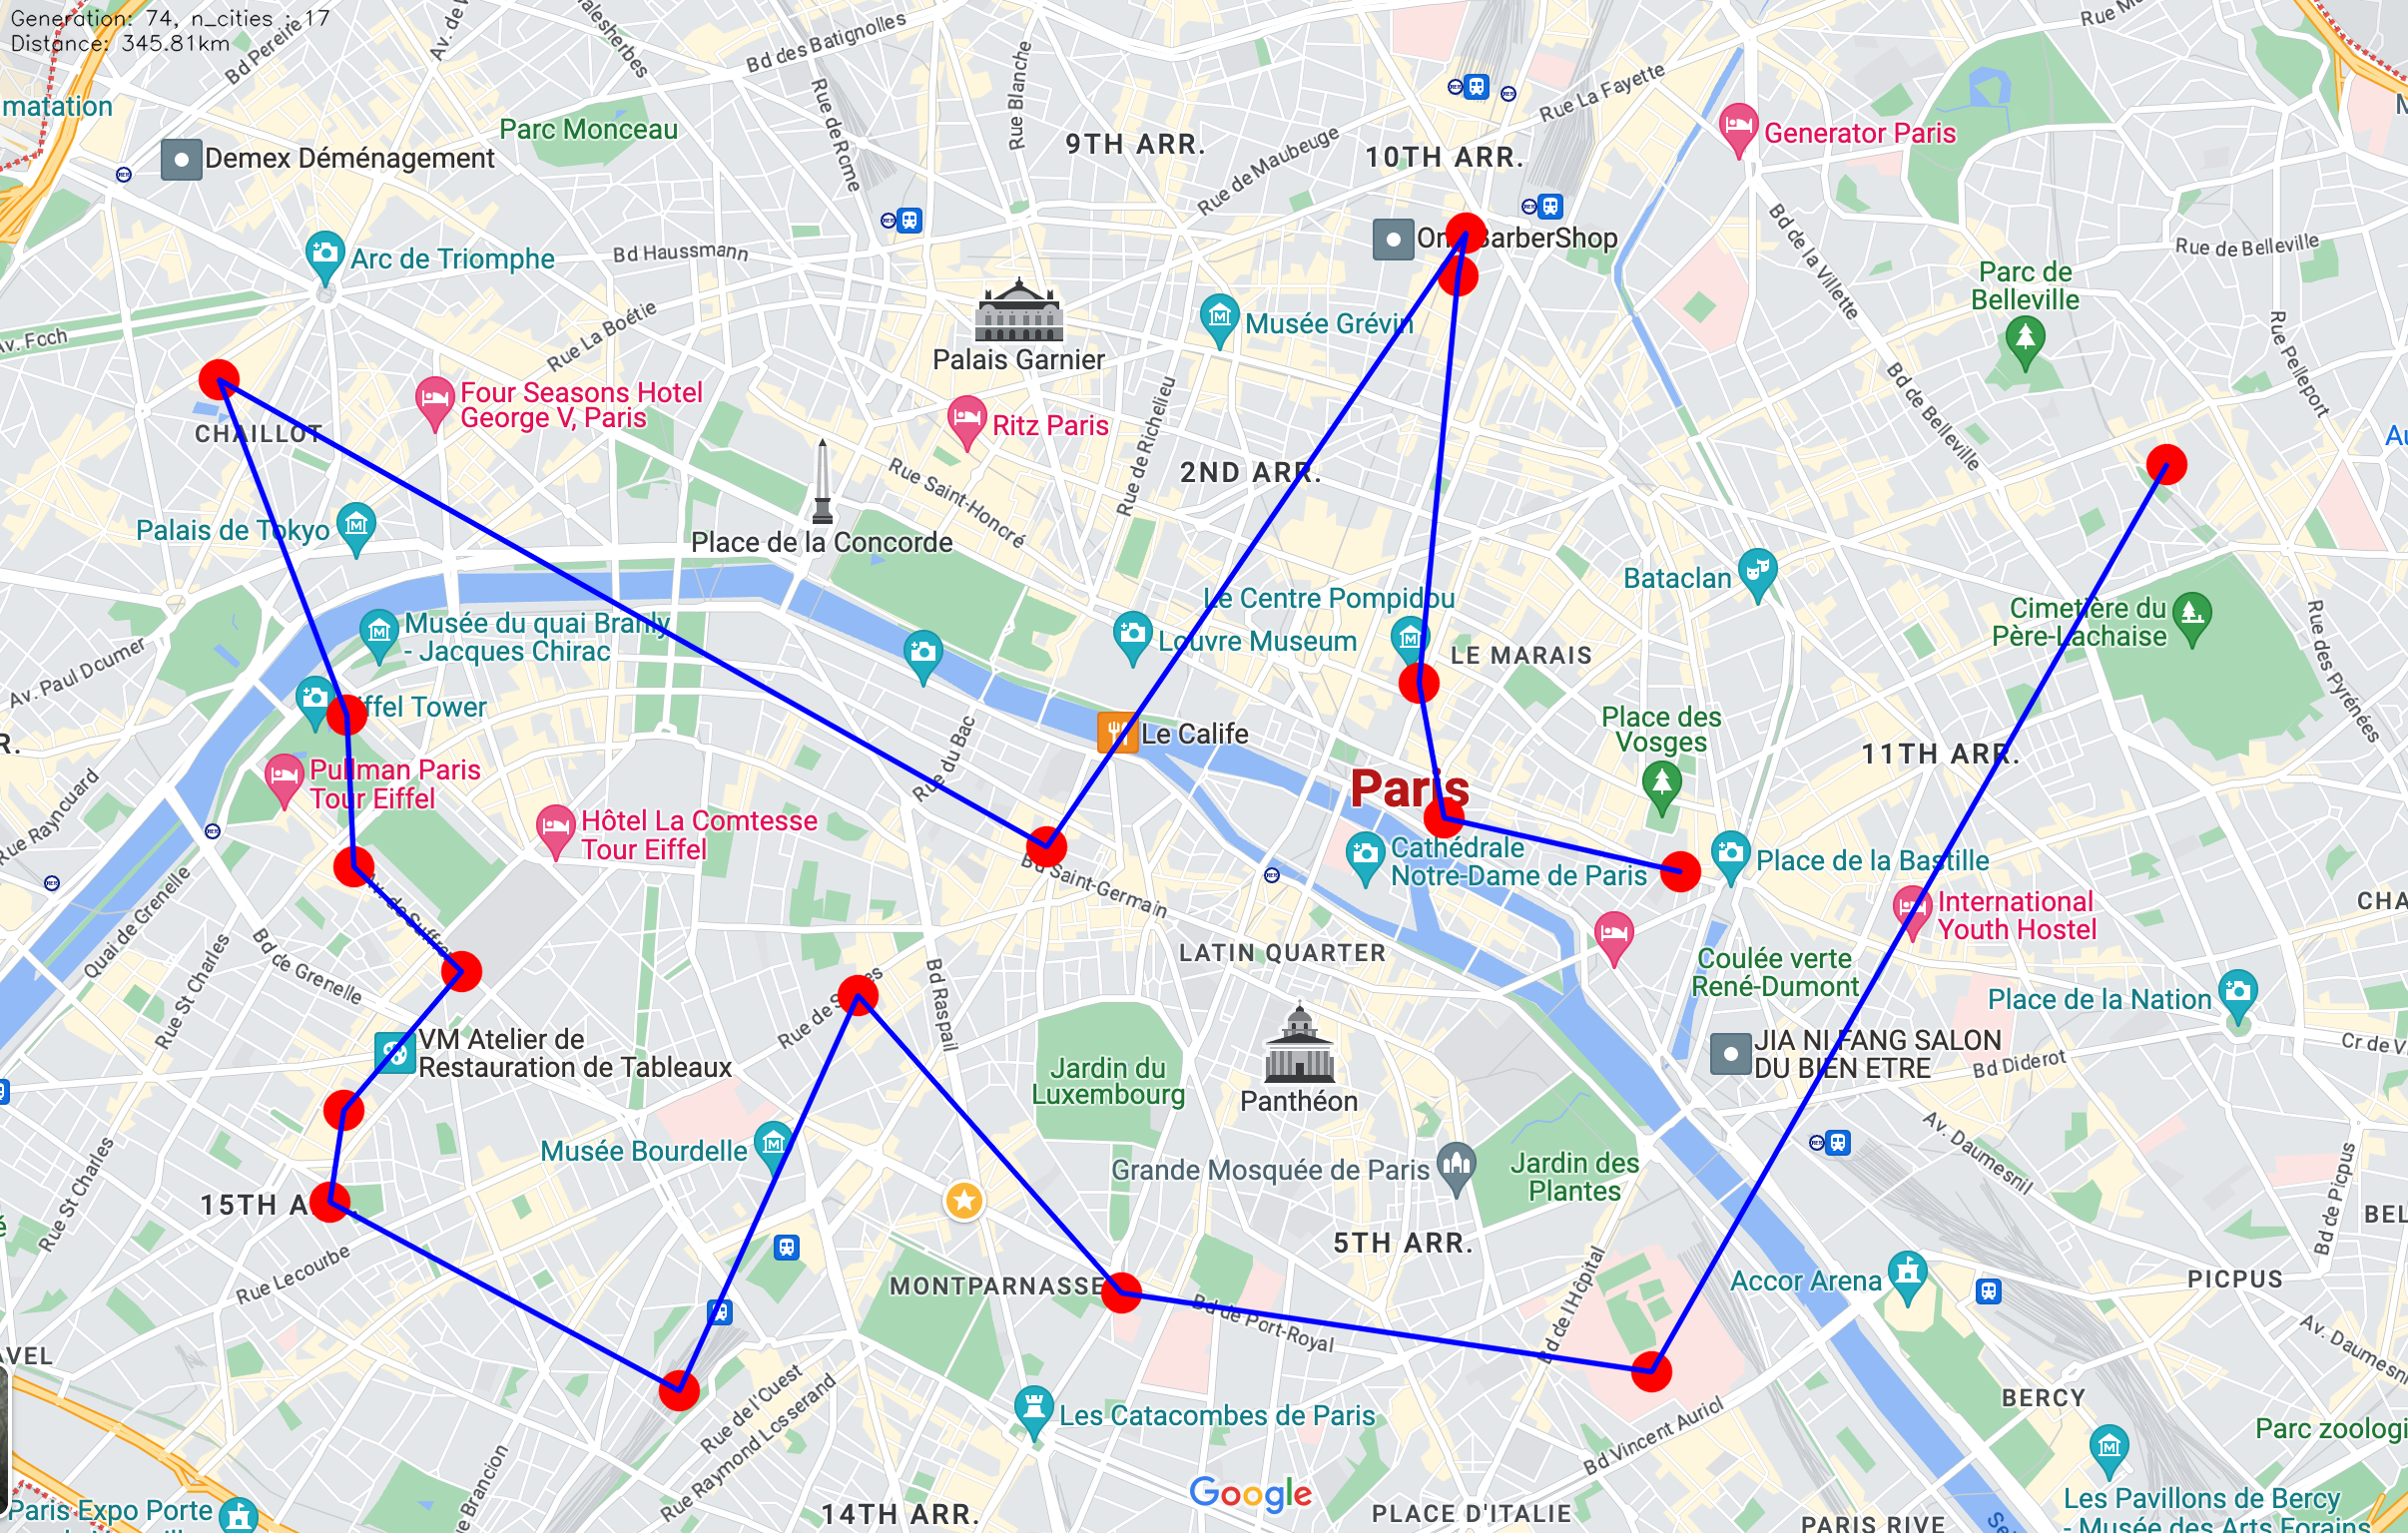 Generation: 74, n_cities : 17
Distance: 345.81km
Bd Pereire
Bd des Batignolles
Rue Blanche
Rue de Rome
matation
Parc Monceau
Demex Déménagement
9TH ARR.
Rue de Maubeuge
10TH ARR.
Rue La Fayette
Generator Paris
Bd de la Villette
Rue de Belleville
Arc de Triomphe
Bd Haussmann
BarberShop
Parc de
Belleville
Av. Foch
Rue La Boétie
Palais Garnier
Musée Grévin
Rue Pelleport
Bd de Belleville
Four Seasons Hotel
George V, Paris
CHAILLOT
Ritz Paris
Rue de Richelieu
2ND ARR.
Rue Saint-Honoré
Palais de Tokyo
Place de la Concorde
Bataclan
Le Centre Pompidou
Louvre Museum
LE MARAIS
Cimetière du
Père-Lachaise
Rue des Pyrénées
Musée du quai Branly
- Jacques Chirac
Av. Paul Doumer
ffel Tower
Le Calife
Place des
Vosges
11TH ARR.
Rue du Bac
Pullman Paris
Tour Eiffel
Paris
Rue Raynouard
Hôtel La Comtesse
Tour Eiffel
Cathédrale
Notre-Dame de Paris
Place de la Bastille
Bd Saint-Germain
Quai de Grenelle
Av. de Suffren
International
Youth Hostel
CHA
Rue St Charles
Bd de Grenelle
LATIN QUARTER
Bd Raspail
Coulée verte
René-Dumont
Place de la Nation
Rue de
VM Atelier de
Restauration de Tableaux
JIA NI FANG SALON
DU BIEN ETRE
Bd Diderot
Cr de V
Jardin du
Luxembourg
Panthéon
Musée Bourdelle
Grande Mosquée de Paris
Jardin des
Plantes
Av. Daumesnil
Bd de Picpus
Rue St Charles
15TH A
BEL
5TH ARR.
Rue Lecourbe
MONTPARNASSE
Bd de Port-Royal
Bd de l'Hôpital
Accor Arena
PICPUS
Av. Daumesni
AVEL
Rue de l'Ouest
Rue Raymond Losserand
Les Catacombes de Paris
Bd Vincent Auriol
BERCY
Parc zoologi
e Brancion
Google
Paris Expo Porte
14TH ARR.
PLACE D'ITALIE
PARIS RIVE
Les Pavillons de Bercy
- Musée des Arts Forains